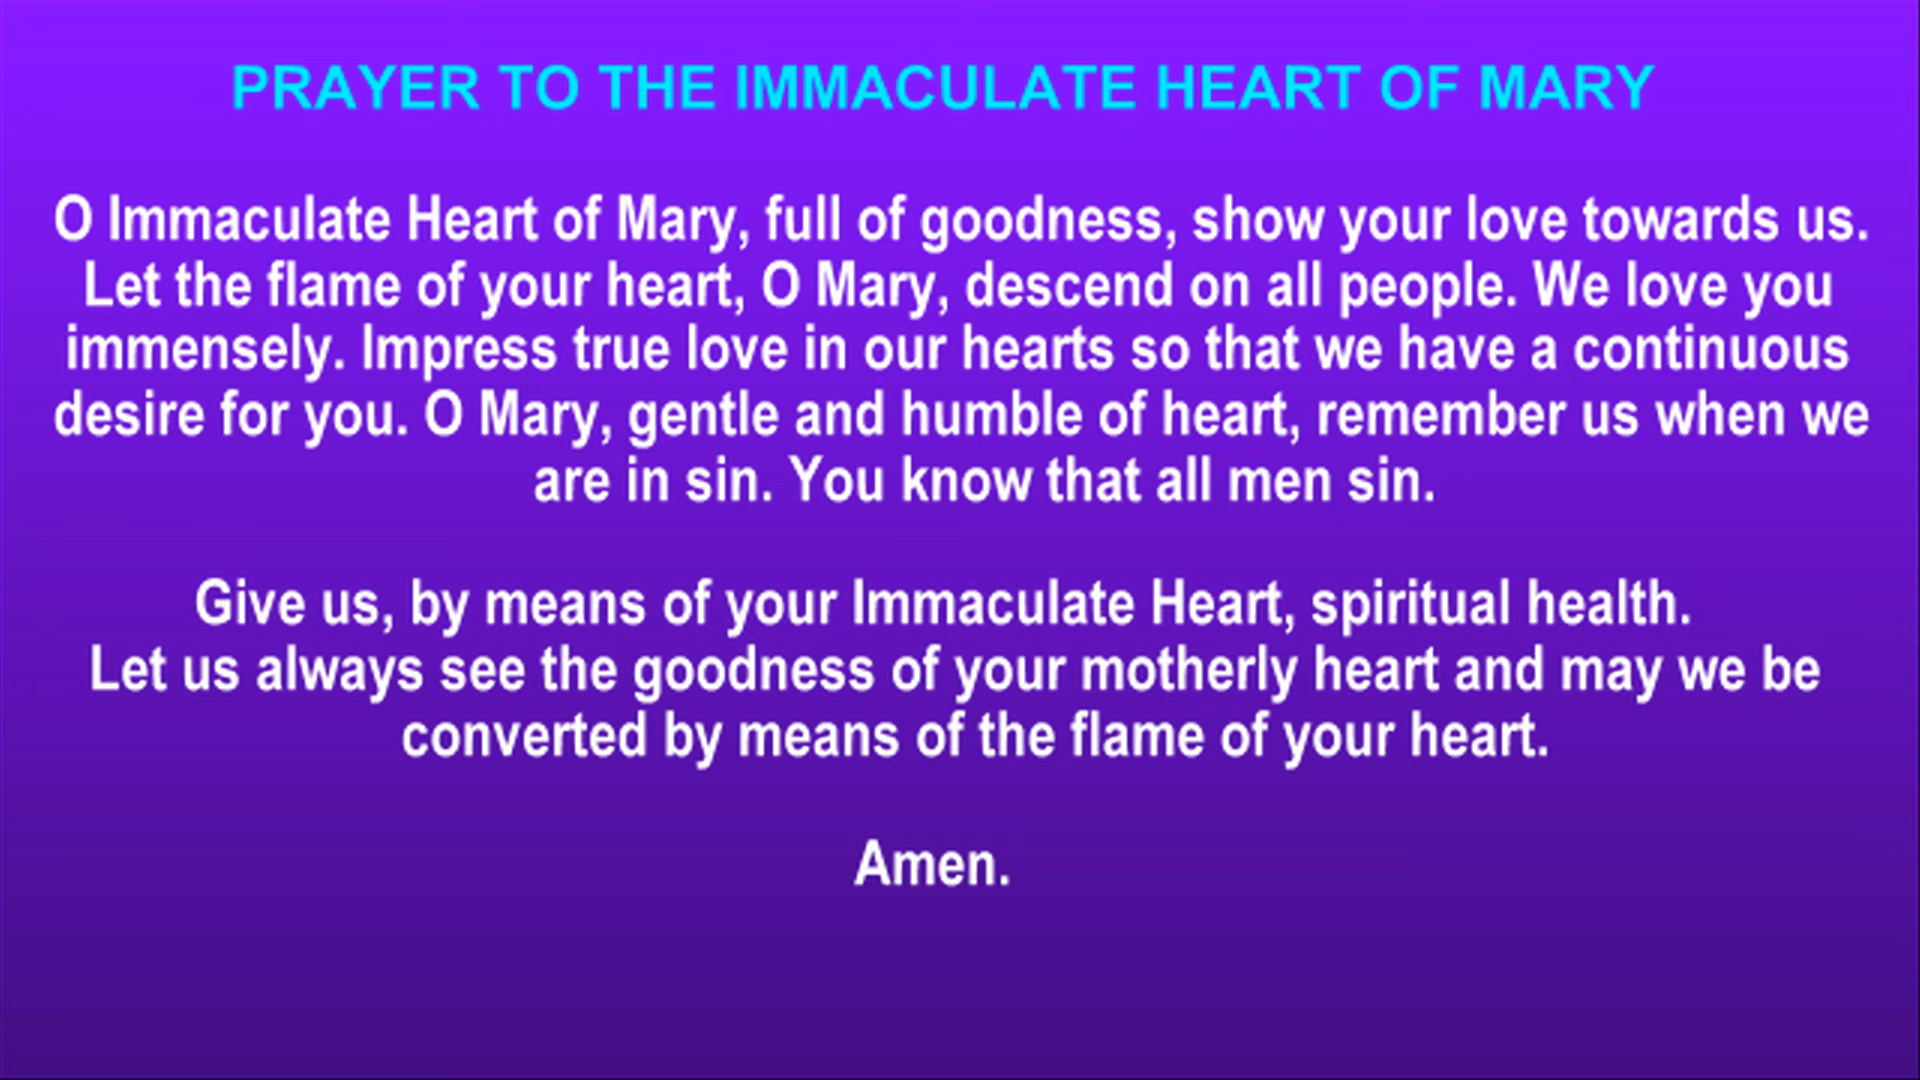 PRAYER TO THE IMMACULATE HEART OF MARY
O Immaculate Heart of Mary, full of goodness, show your love towards us.
Let the flame of your heart, O Mary, descend on all people. We love you
immensely. Impress true love in our hearts so that we have a continuous
desire for you. O Mary, gentle and humble of heart, remember us when we
are in sin. You know that all men sin.
Give us, by means of your Immaculate Heart, spiritual health.
Let us always see the goodness of your motherly heart and may we be
converted by means of the flame of your heart.
Amen.